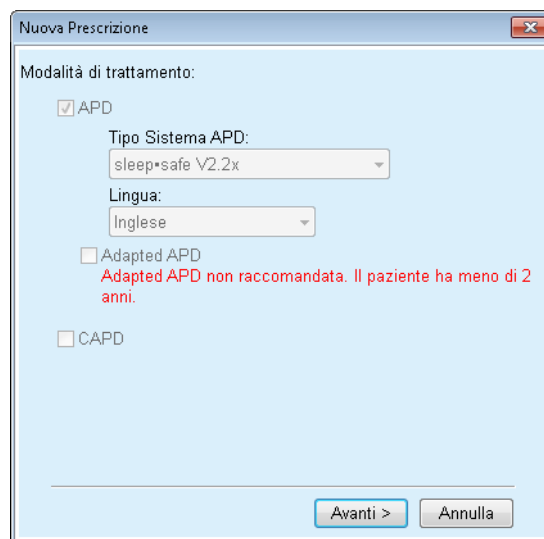 Nuova Prescrizione
Modalità di trattamento:
APD
Tipo Sistema APD:
sleep•safe V2.2x
Lingua:
Inglese
Adapted APD
Adapted APD non raccomandata. Il paziente ha meno di 2
anni.
CAPD
Avanti > Annulla